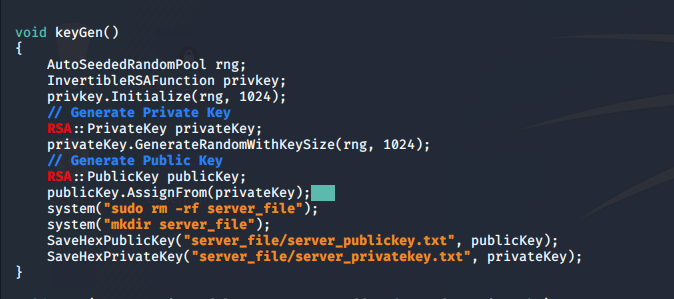 void keyGen()
{
    AutoSeededRandomPool rng;
    InvertibleRSAFunction privkey;
    privkey.Initialize(rng, 1024);
    // Generate Private Key
    RSA::PrivateKey privateKey;
    privateKey.GenerateRandomWithKeySize(rng, 1024);
    // Generate Public Key
    RSA::PublicKey publicKey;
    publicKey.AssignFrom(privateKey);
    system("sudo rm -rf server_file");
    system("mkdir server_file");
    SaveHexPublicKey("server_file/server_publickey.txt", publicKey);
    SaveHexPrivateKey("server_file/server_privatekey.txt", privateKey);
}